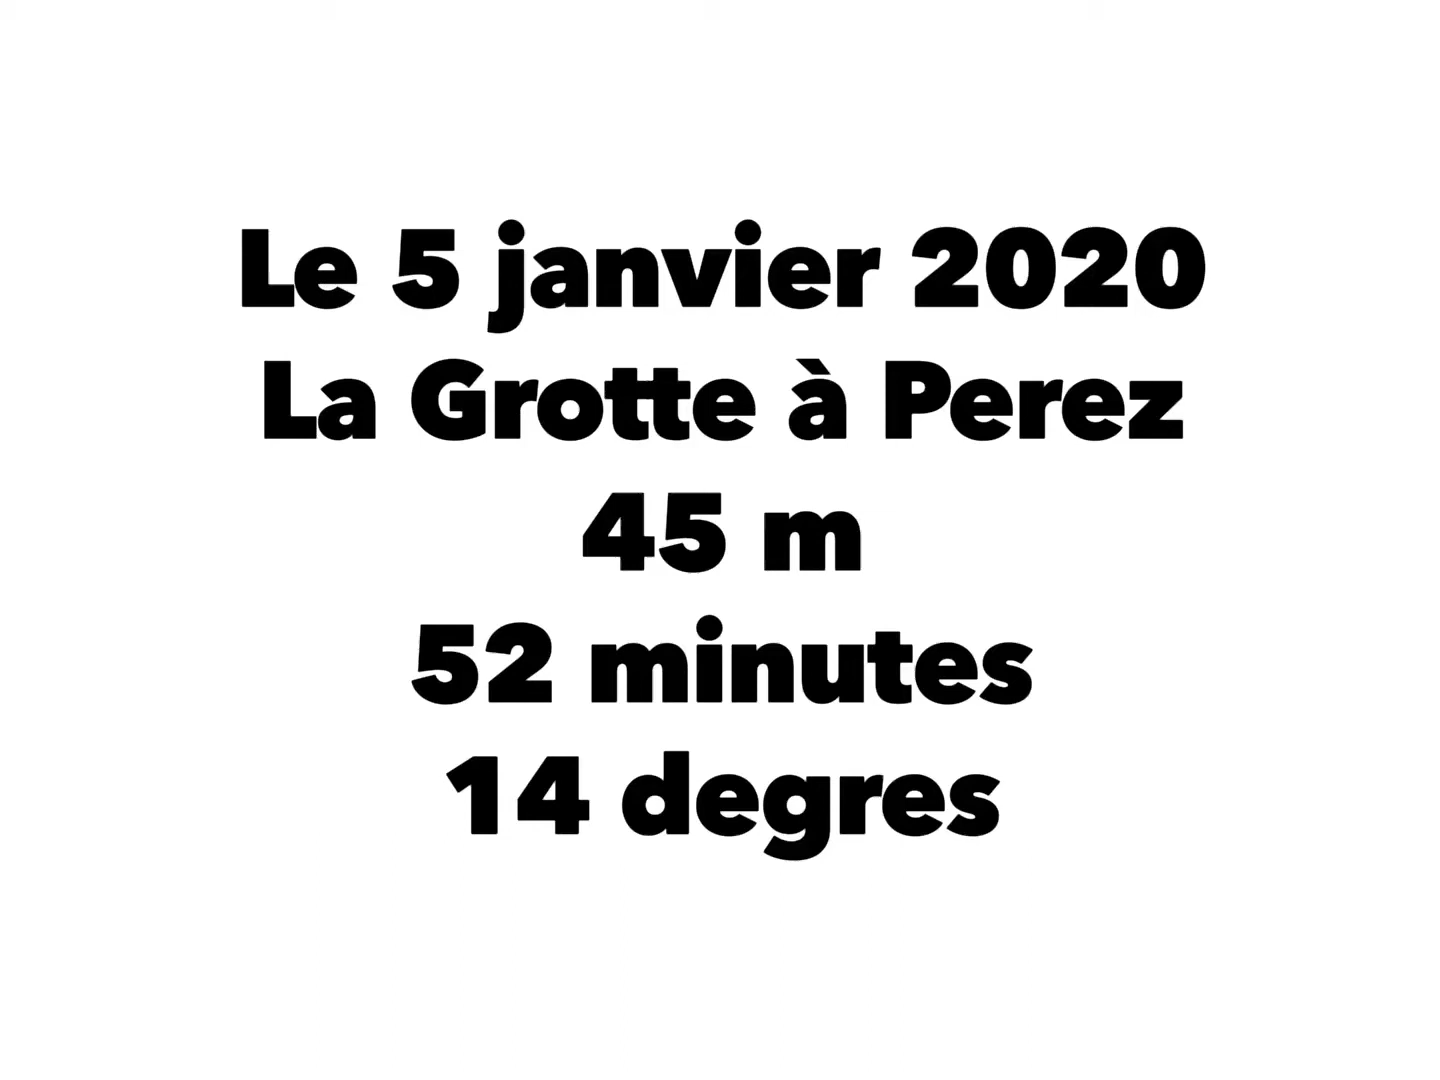 Le 5 janvier 2020
La Grotte à Perez
45 m
52 minutes
14 degres